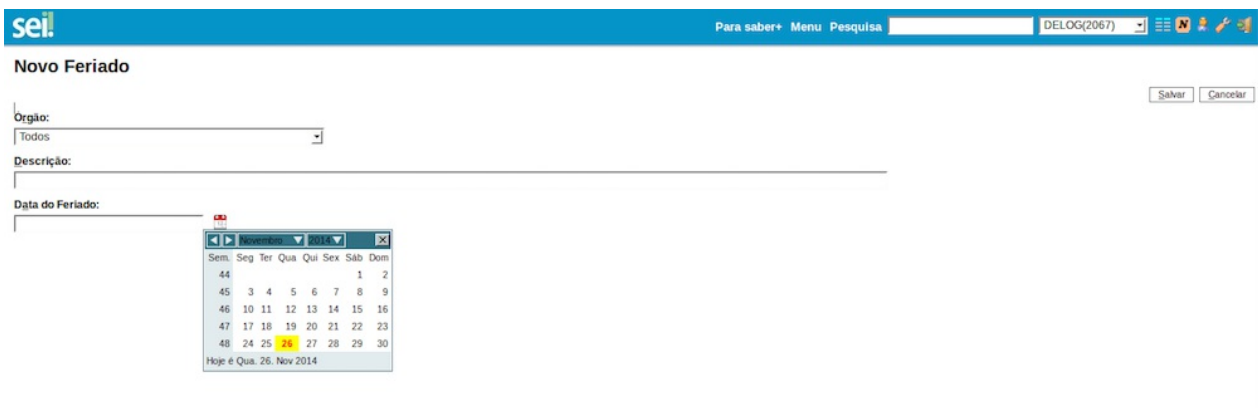 sei!
Para saber+ Menu Pesquisa DELOG(2067) N
Novo Feriado
Salvar Cancelar
Órgão:
Todos
Descrição:
Data do Feriado:
Novembro 2014 X
Sem. Seg Ter Qua Qui Sex Sáb Dom
44 1 2
45 3 4 5 6 7 8 9
46 10 11 12 13 14 15 16
47 17 18 19 20 21 22 23
48 24 25 26 27 28 29 30
Hoje é Qua. 26. Nov 2014